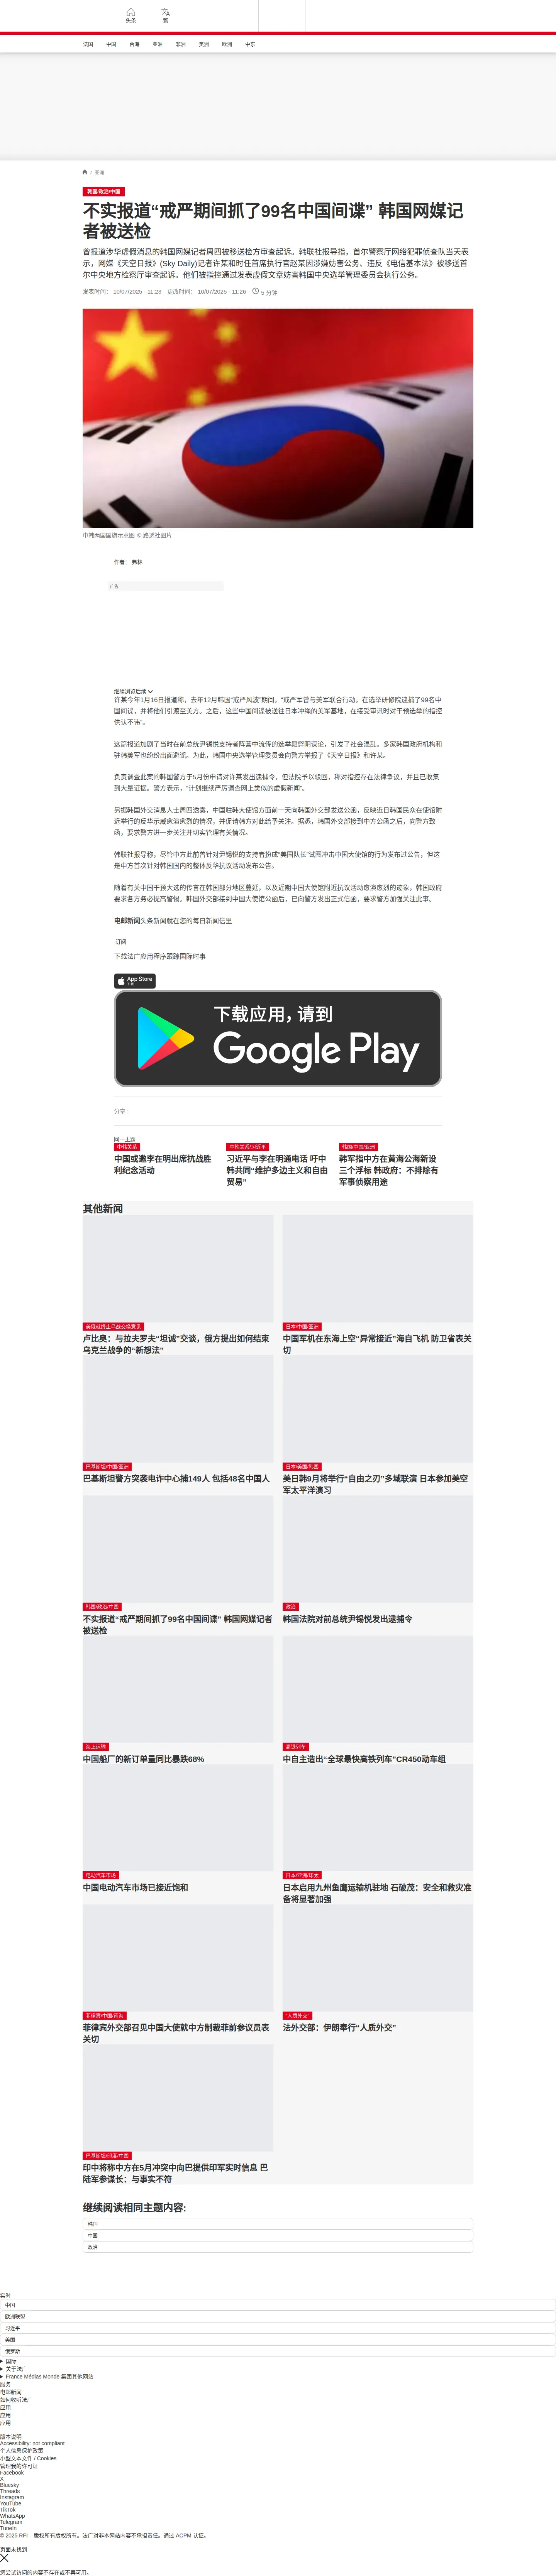 头条
繁
法国 中国 台海 亚洲 非洲 美洲 欧洲 中东
/ 亚洲
韩国/政治/中国
不实报道“戒严期间抓了99名中国间谍” 韩国网媒记
者被送检
曾报道涉华虚假消息的韩国网媒记者周四被移送检方审查起诉。韩联社报导指，首尔警察厅网络犯罪侦查队当天表
示，网媒《天空日报》(Sky Daily)记者许某和时任首席执行官赵某因涉嫌妨害公务、违反《电信基本法》被移送首
尔中央地方检察厅审查起诉。他们被指控通过发表虚假文章妨害韩国中央选举管理委员会执行公务。
发表时间： 10/07/2025 - 11:23 更改时间： 10/07/2025 - 11:26 5 分钟
中韩两国国旗示意图 © 路透社图片
作者： 弗林
广告
继续浏览后续
许某今年1月16日报道称，去年12月韩国“戒严风波”期间，“戒严军曾与美军联合行动，在选举研修院逮捕了99名中
国间谍，并将他们引渡至美方。之后，这些中国间谍被送往日本冲绳的美军基地，在接受审讯时对干预选举的指控
供认不讳”。
这篇报道加剧了当时在前总统尹锡悦支持者阵营中流传的选举舞弊阴谋论，引发了社会混乱。多家韩国政府机构和
驻韩美军也纷纷出面避谣。为此，韩国中央选举管理委员会向警方举报了《天空日报》和许某。
负责调查此案的韩国警方于5月份申请对许某发出逮捕令，但法院予以驳回，称对指控存在法律争议，并且已收集
到大量证据。警方表示，“计划继续严厉调查网上类似的虚假新闻”。
另据韩国外交消息人士周四透露，中国驻韩大使馆方面前一天向韩国外交部发送公函，反映近日韩国民众在使馆附
近举行的反华示威愈演愈烈的情况，并促请韩方对此给予关注。据悉，韩国外交部接到中方公函之后，向警方致
函，要求警方进一步关注并切实管理有关情况。
韩联社报导称，尽管中方此前曾针对尹锡悦的支持者扮成“美国队长”试图冲击中国大使馆的行为发布过公告，但这
是中方首次针对韩国国内的整体反华抗议活动发布公告。
随着有关中国干预大选的传言在韩国部分地区蔓延，以及近期中国大使馆附近抗议活动愈演愈烈的迹象，韩国政府
要求各方务必提高警惕。韩国外交部接到中国大使馆公函后，已向警方发出正式信函，要求警方加强关注此事。
电邮新闻头条新闻就在您的每日新闻信里
订阅
下载法广应用程序跟踪国际时事
App Store
下载
下载应用，请到
Google Play
分享 :
同一主题
中韩关系
中国或邀李在明出席抗战胜
利纪念活动
中韩关系/习近平
习近平与李在明通电话 吁中
韩共同“维护多边主义和自由
贸易”
韩国/中国/亚洲
韩军指中方在黄海公海新设
三个浮标 韩政府：不排除有
军事侦察用途
其他新闻
美俄就终止乌战交换意见
卢比奥：与拉夫罗夫“坦诚”交谈，俄方提出如何结束
乌克兰战争的“新想法”
日本/中国/亚洲
中国军机在东海上空“异常接近”海自飞机 防卫省表关
切
巴基斯坦/中国/亚洲
巴基斯坦警方突袭电诈中心捕149人 包括48名中国人
日本/美国/韩国
美日韩9月将举行“自由之刃”多域联演 日本参加美空
军太平洋演习
韩国/政治/中国
不实报道“戒严期间抓了99名中国间谍” 韩国网媒记者
被送检
政治
韩国法院对前总统尹锡悦发出逮捕令
海上运输
中国船厂的新订单量同比暴跌68%
高铁列车
中自主造出“全球最快高铁列车”CR450动车组
电动汽车市场
中国电动汽车市场已接近饱和
日本/亚洲/印太
日本启用九州鱼鹰运输机驻地 石破茂：安全和救灾准
备将显著加强
菲律宾/中国/南海
菲律宾外交部召见中国大使就中方制裁菲前参议员表
关切
"人质外交"
法外交部：伊朗奉行“人质外交”
巴基斯坦/印度/中国
印中将称中方在5月冲突中向巴提供印军实时信息 巴
陆军参谋长：与事实不符
继续阅读相同主题内容:
韩国
中国
政治
实时
中国
欧洲联盟
习近平
美国
俄罗斯
国际
关于法广
France Médias Monde 集团其他网站
服务
电邮新闻
如何收听法广
应用
应用
应用
版本说明
Accessibility: not compliant
个人信息保护政策
小型文本文件 / Cookies
管理我的许可证
Facebook
X
Bluesky
Threads
Instagram
YouTube
TikTok
WhatsApp
Telegram
TuneIn
© 2025 RFI – 版权所有版权所有。法广对非本网站内容不承担责任。通过 ACPM 认证。
页面未找到
您尝试访问的内容不存在或不再可用。